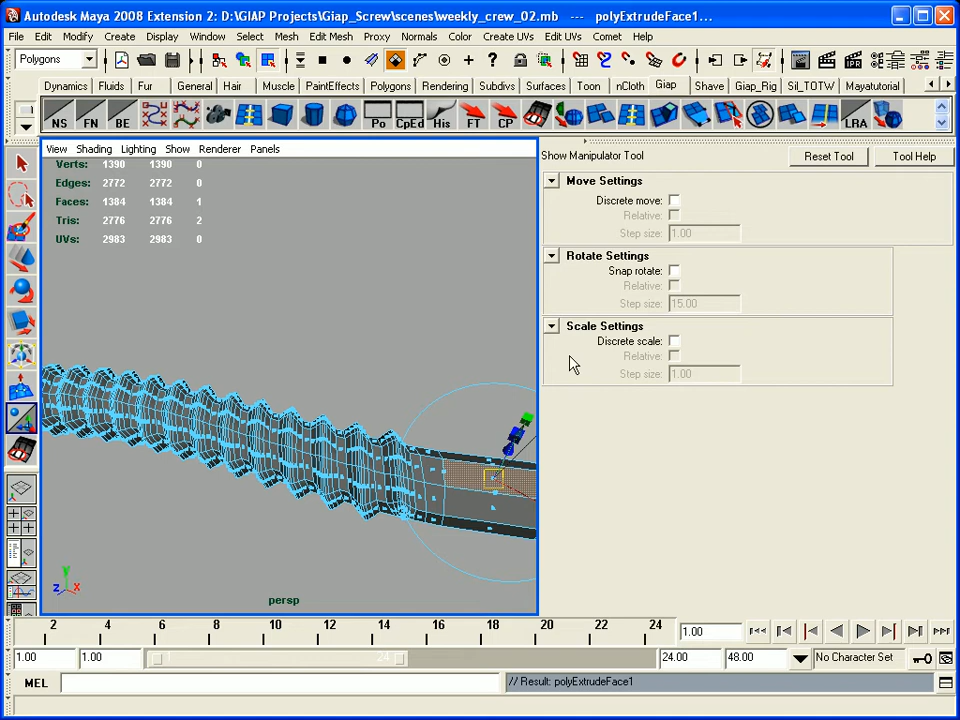 Autodesk Maya 2008 Extension 2: D:\GIAP Projects\Giap_Screw\scenes\weekly_crew_02.mb --- polyExtrudeFace1...
File Edit Modify Create Display Window Select Mesh Edit Mesh Proxy Normals Color Create UVs Edit UVs Comet Help
Polygons
Dynamics Fluids Fur General Hair Muscle PaintEffects Polygons Rendering Subdivs Surfaces Toon nCloth Giap Shave Giap_Rig Sil_TOTW Mayatutorial
NS FN BE Po CpEd His FT CP LRA
View Shading Lighting Show Renderer Panels
Show Manipulator Tool Reset Tool Tool Help
Verts: 1390 1390 0
Edges: 2772 2772 0
Faces: 1384 1384 1
Tris: 2776 2776 2
UVs: 2983 2983 0
Move Settings
Discrete move:
Relative:
Step size: 1.00
Rotate Settings
Snap rotate:
Relative:
Step size: 15.00
Scale Settings
Discrete scale:
Relative:
Step size: 1.00
y
z x
persp
2 4 6 8 10 12 14 16 18 20 22 24 1.00
1.00 1.00 24 24.00 48.00 No Character Set
MEL // Result: polyExtrudeFace1